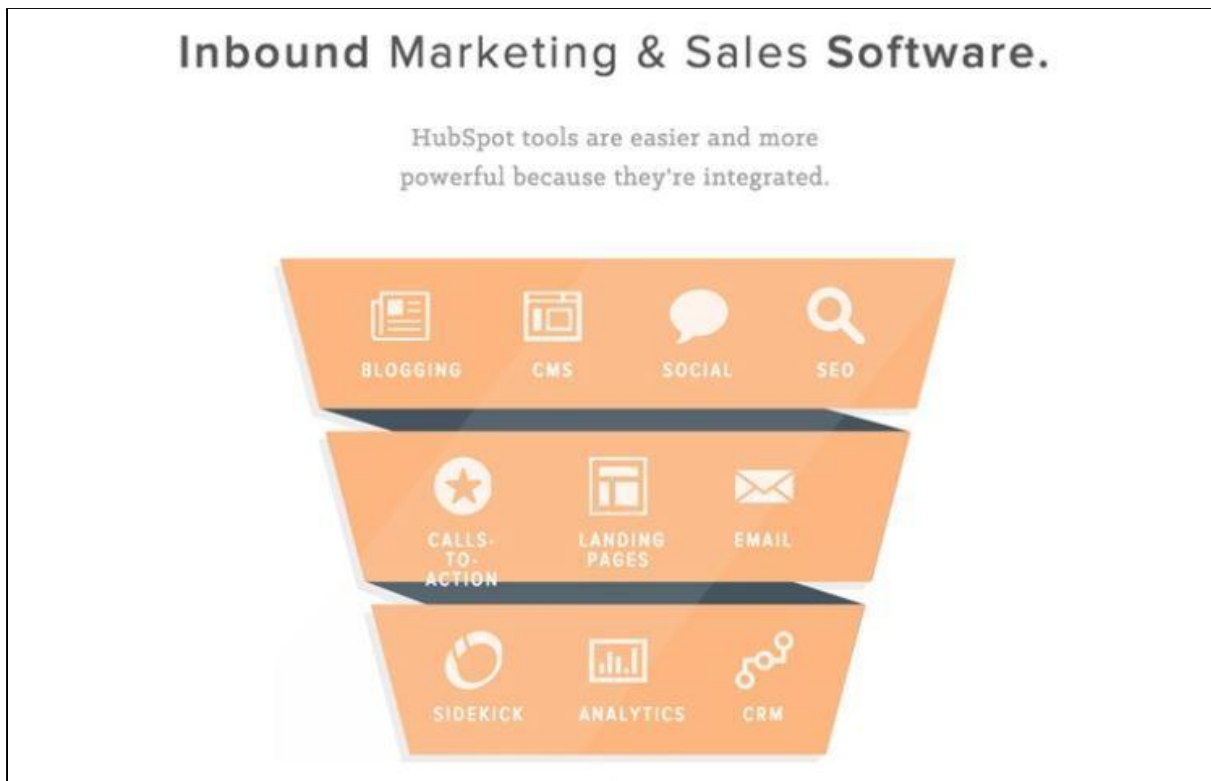 Inbound Marketing & Sales Software.
HubSpot tools are easier and more
powerful because they're integrated.
BLOGGING CMS SOCIAL SEO
CALLS-
TO-
ACTION
LANDING
PAGES
EMAIL
SIDEKICK ANALYTICS CRM